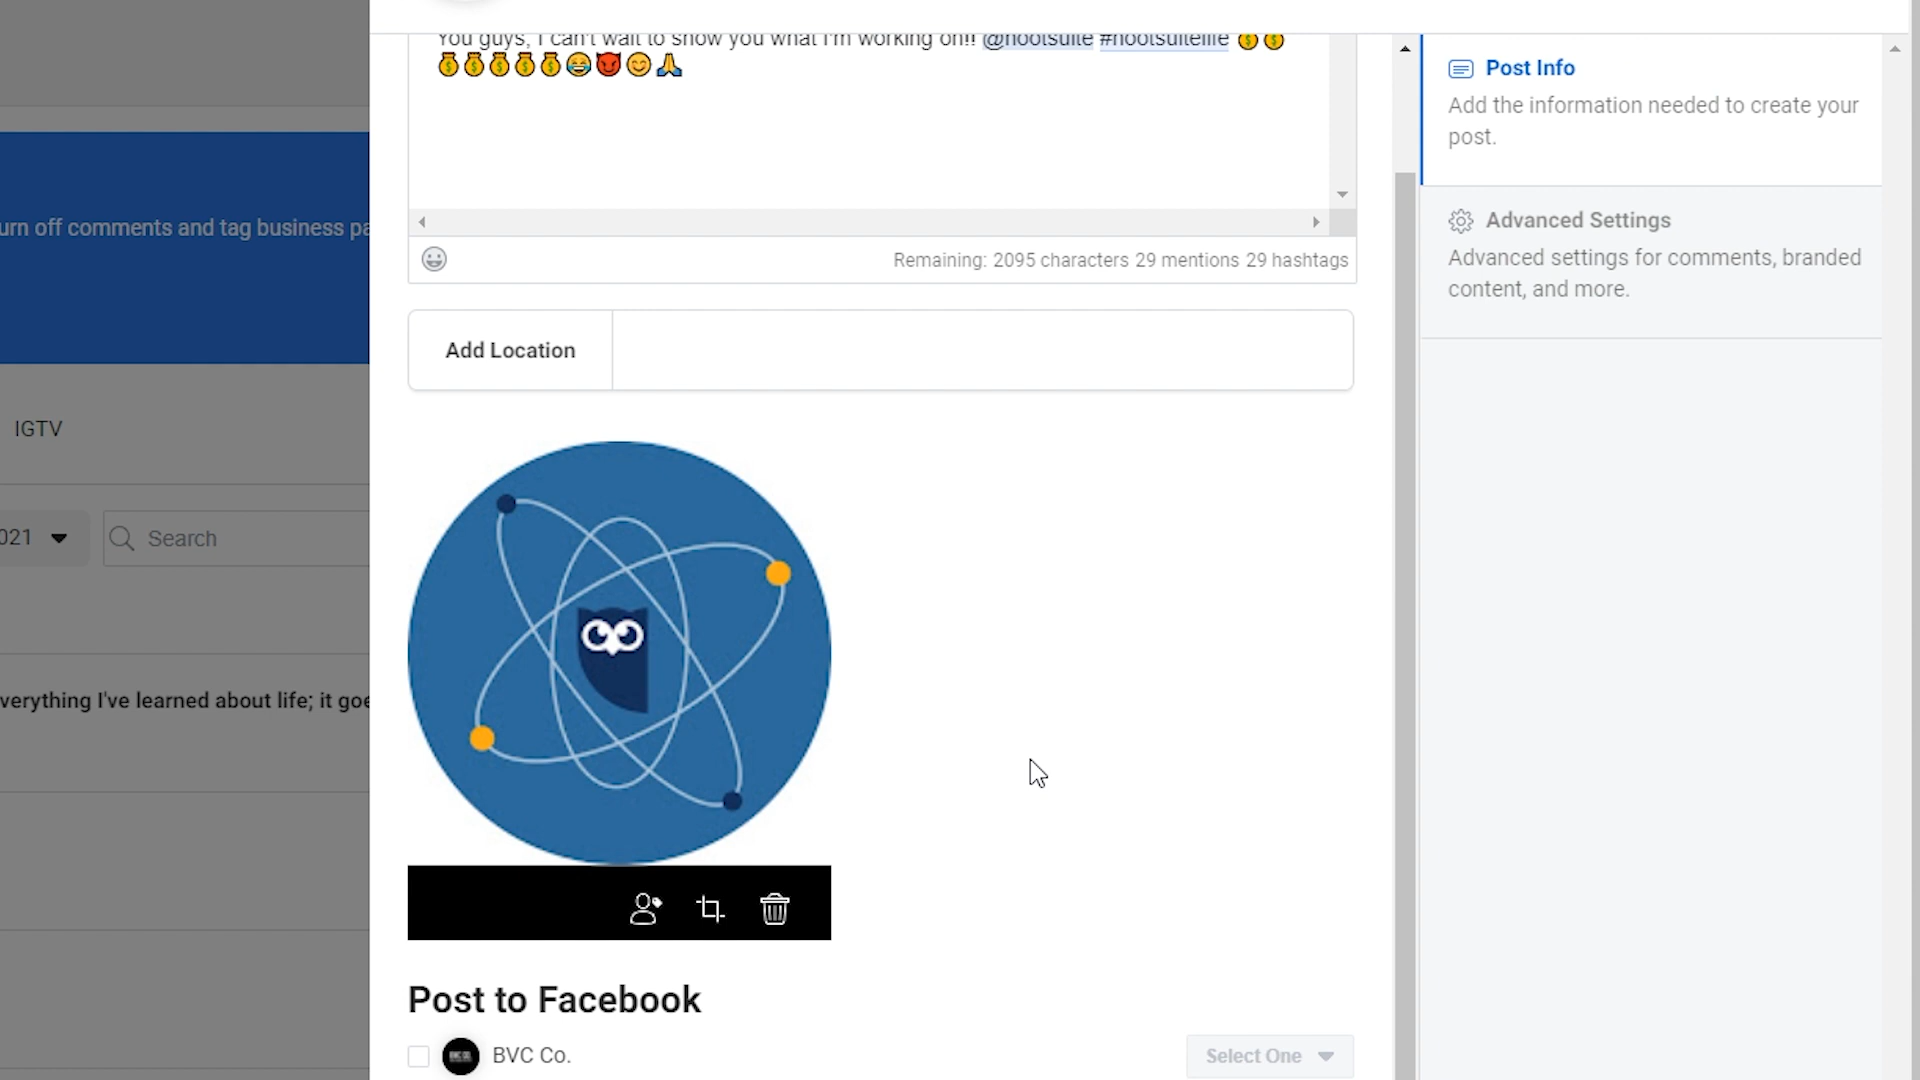 You guys, I can't wait to show you what I'm working on!! @hootsuite #hootsuitelife 💰💰
💰💰💰💰💰😂😈😊🙏
Remaining: 2095 characters 29 mentions 29 hashtags
Add Location
Post to Facebook
BVC Co.
Select One
Post Info
Add the information needed to create your
post.
Advanced Settings
Advanced settings for comments, branded
content, and more.
urn off comments and tag business pa
IGTV
021
Search
verything I've learned about life; it goe